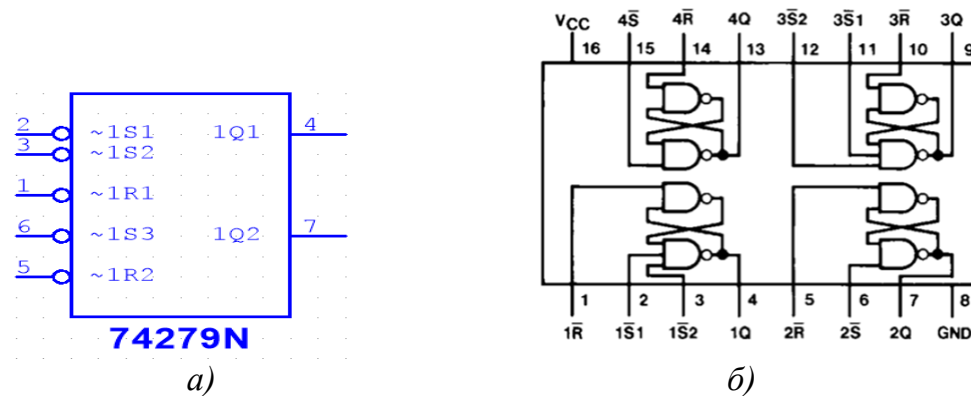 2 ~1S1 1Q1 4
3 ~1S2
1 ~1R1
6 ~1S3 1Q2 7
5 ~1R2
74279N
а)
VCC 4S̅ 4R̅ 4Q 3S̅2 3S̅1 3R̅ 3Q
16 15 14 13 12 11 10 9
1 2 3 4 5 6 7 8
1R̅ 1S̅1 1S̅2 1Q 2R̅ 2S̅ 2Q GND
б)